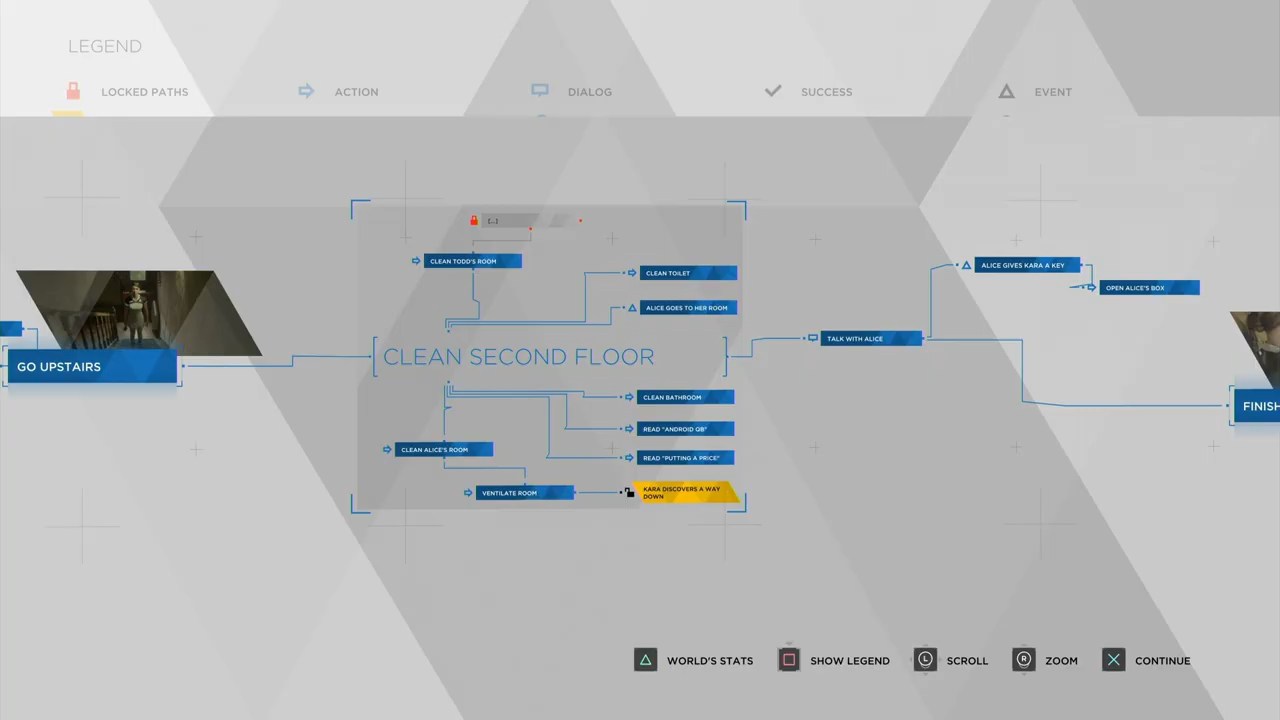 LEGEND
LOCKED PATHS
ACTION
DIALOG
SUCCESS
EVENT
[...]
CLEAN TODD'S ROOM
CLEAN TOILET
ALICE GOES TO HER ROOM
ALICE GIVES KARA A KEY
OPEN ALICE'S BOX
GO UPSTAIRS
CLEAN SECOND FLOOR
TALK WITH ALICE
CLEAN BATHROOM
FINISH
READ "ANDROID QB"
CLEAN ALICE'S ROOM
READ "PUTTING A PRICE"
VENTILATE ROOM
KARA DISCOVERS A WAY
DOWN
WORLD'S STATS
SHOW LEGEND
L
SCROLL
R
ZOOM
CONTINUE